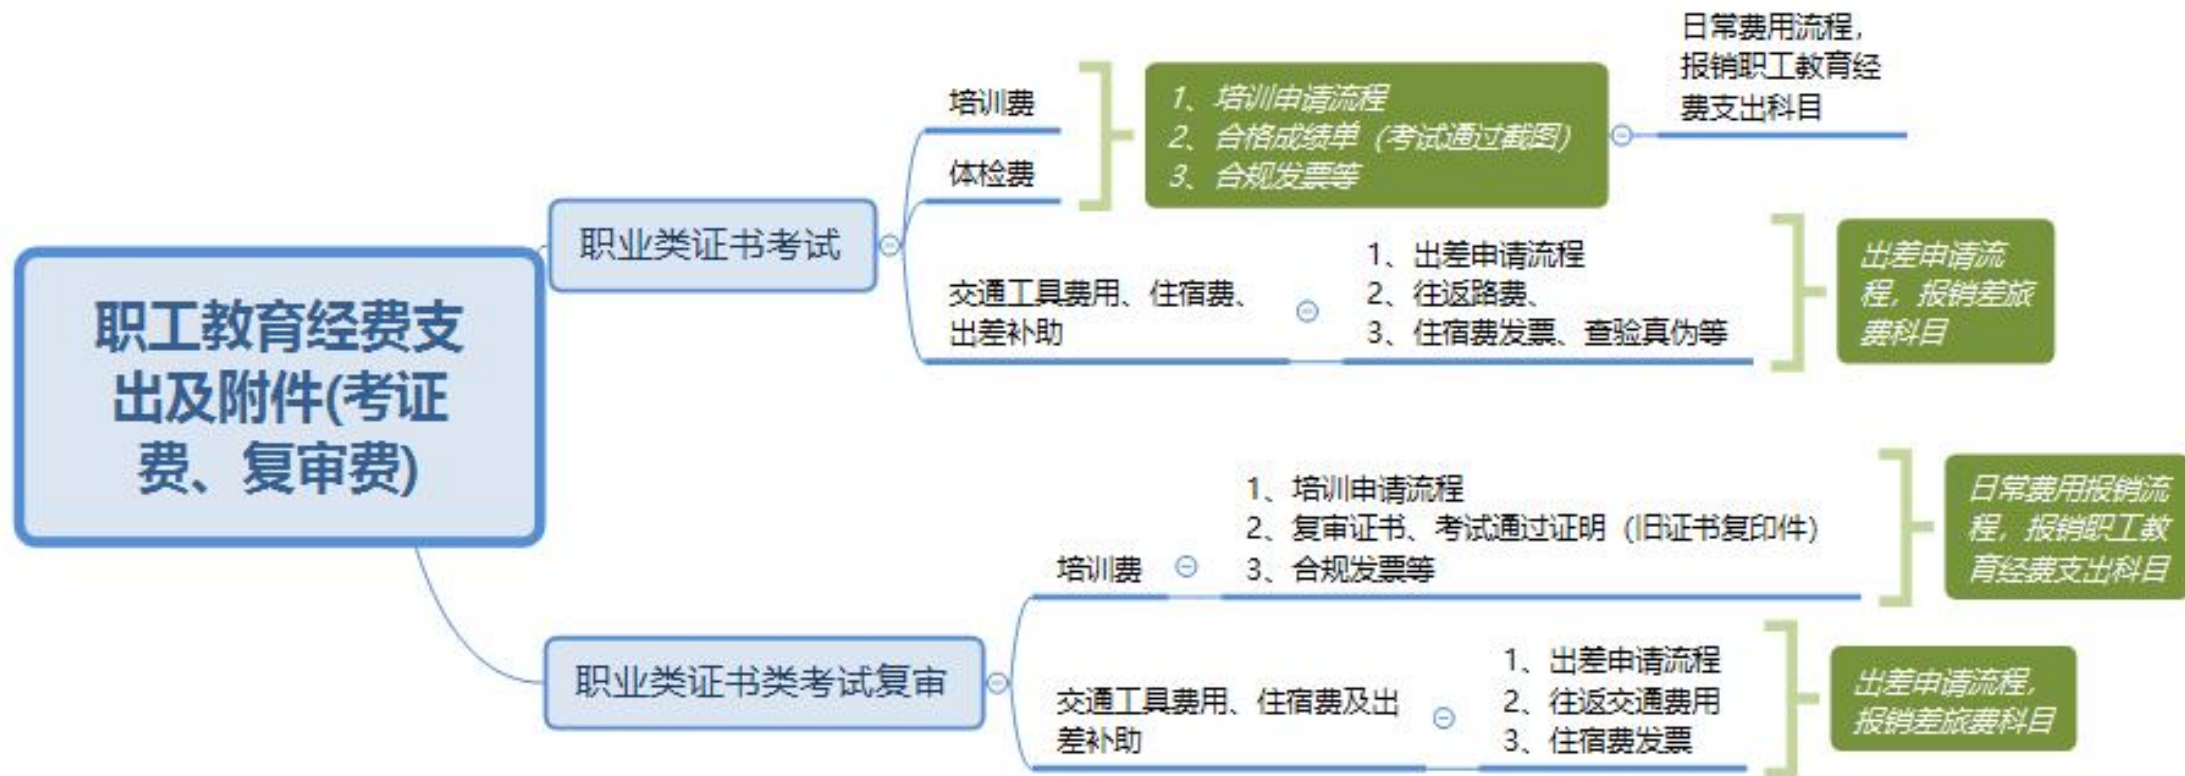 职工教育经费支
出及附件(考证
费、复审费)
职业类证书考试
培训费
体检费
1、培训申请流程
2、合格成绩单（考试通过截图）
3、合规发票等
日常费用流程，
报销职工教育经
费支出科目
交通工具费用、住宿费、
出差补助
1、出差申请流程
2、往返路费、
3、住宿费发票、查验真伪等
出差申请流
程，报销差旅
费科目
职业类证书类考试复审
培训费
1、培训申请流程
2、复审证书、考试通过证明（旧证书复印件）
3、合规发票等
日常费用报销流
程，报销职工教
育经费支出科目
交通工具费用、住宿费及出
差补助
1、出差申请流程
2、往返交通费用
3、住宿费发票
出差申请流程，
报销差旅费科目